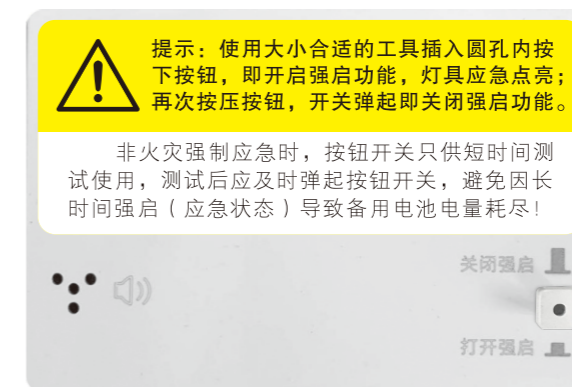 提示：使用大小合适的工具插入圆孔内按
下按钮，即开启强启功能，灯具应急点亮；
再次按压按钮，开关弹起即关闭强启功能。
非火灾强制应急时，按钮开关只供短时间测
试使用，测试后应及时弹起按钮开关，避免因长
时间强启（应急状态）导致备用电池电量耗尽！
关闭强启
打开强启